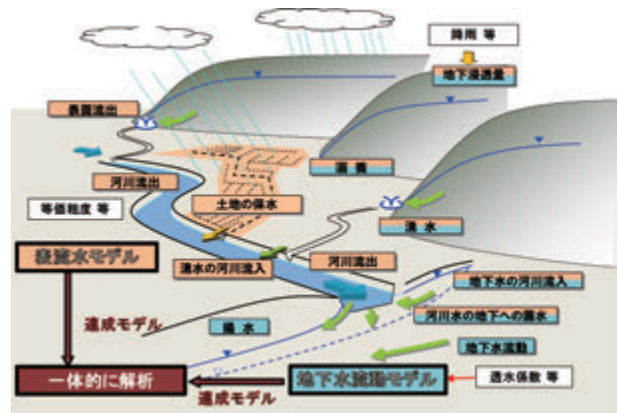 降雨 等
地下浸透量
表面流出
涵養
河川流出
土地の保水
等価粗度 等
湧水
表流水モデル
湧水の河川流入
河川流出
地下水の河川流入
連成モデル
揚水
河川水の地下への漏水
地下水流動
一体的に解析
地下水流動モデル
透水係数 等
連成モデル